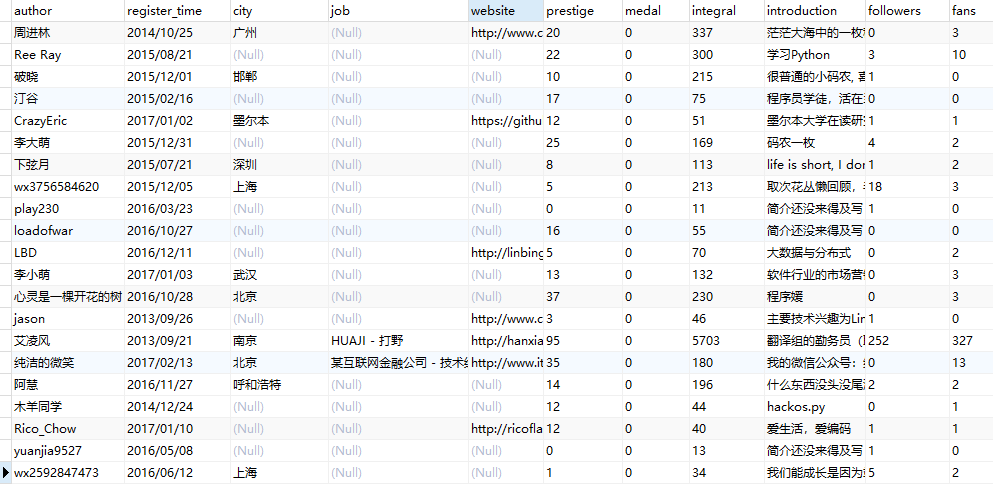 author register_time city job website prestige medal integral introduction followers fans
周进林 2014/10/25 广州 (Null) http://www.c 20 0 337 茫茫大海中的一枚 0 3
Ree Ray 2015/08/21 (Null) (Null) (Null) 22 0 300 学习Python 3 10
破晓 2015/12/01 邯郸 (Null) (Null) 10 0 215 很普通的小码农, 1 0
汀谷 2015/02/16 (Null) (Null) (Null) 17 0 75 程序员学徒，活在 0 0
CrazyEric 2017/01/02 墨尔本 (Null) https://githu 12 0 51 墨尔本大学在读研 1 1
李大萌 2015/12/31 (Null) (Null) (Null) 25 0 169 码农一枚 4 2
下弦月 2015/07/21 深圳 (Null) (Null) 8 0 113 life is short, I do 1 2
wx3756584620 2015/12/05 上海 (Null) (Null) 5 0 213 取次花丛懒回顾， 18 3
play230 2016/03/23 (Null) (Null) (Null) 0 0 11 简介还没来得及写 1 0
loadofwar 2016/10/27 (Null) (Null) (Null) 16 0 55 简介还没来得及写 0 0
LBD 2016/12/11 (Null) (Null) http://linbing 5 0 70 大数据与分布式 0 2
李小萌 2017/01/03 武汉 (Null) (Null) 13 0 132 软件行业的市场营 0 3
心灵是一棵开花的树 2016/10/28 北京 (Null) (Null) 37 0 230 程序媛 0 3
jason 2013/09/26 (Null) (Null) http://www.c 3 0 46 主要技术兴趣为Lin 1 0
艾凌风 2013/09/21 南京 HUAJI - 打野 http://hanxia 95 0 5703 翻译组的勤务员（ 252 327
纯洁的微笑 2017/02/13 北京 某互联网金融公司 - 技术 http://www.it 35 0 180 我的微信公众号： 0 13
阿慧 2016/11/27 呼和浩特 (Null) (Null) 14 0 196 什么东西没头没尾 2 2
木羊同学 2014/12/24 (Null) (Null) (Null) 12 0 44 hackos.py 0 1
Rico_Chow 2017/01/10 (Null) (Null) http://ricofla 12 0 40 爱生活，爱编码 1 1
yuanjia9527 2016/05/08 (Null) (Null) (Null) 0 0 13 简介还没来得及写 1 0
wx2592847473 2016/06/12 上海 (Null) (Null) 1 0 34 我们能成长是因为 5 2